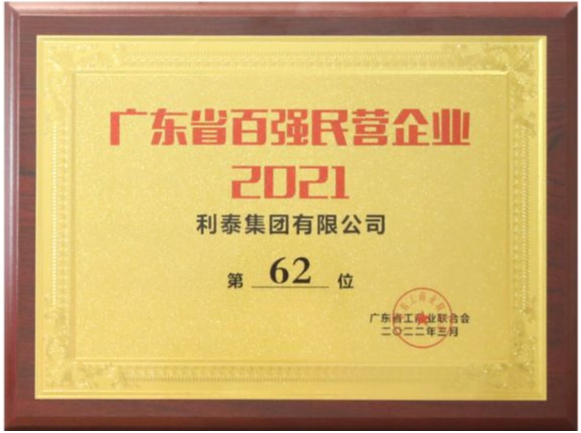 广东省百强民营企业
2021
利泰集团有限公司
第 62 位
广东省工商业联合会
二〇二二年三月